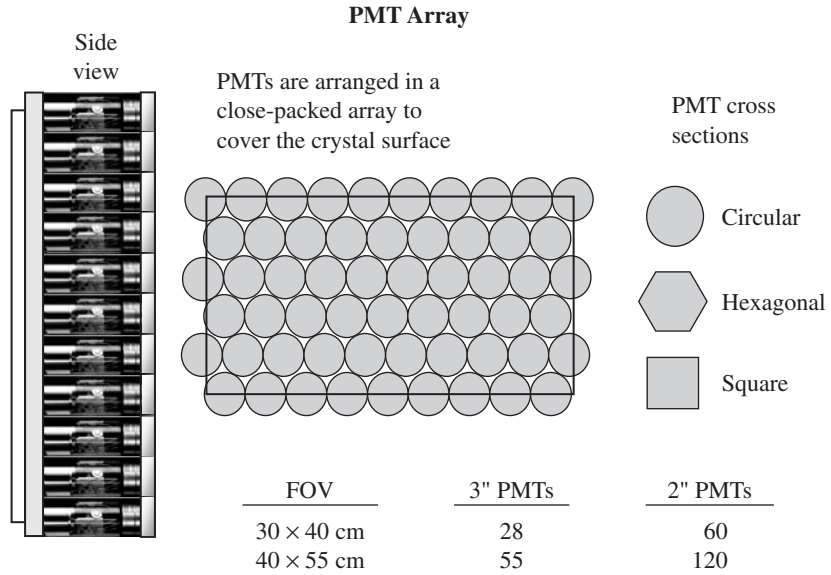 PMT Array
Side
view
PMTs are arranged in a
close-packed array to
cover the crystal surface
PMT cross
sections
Circular
Hexagonal
Square
FOV 3" PMTs 2" PMTs
30 × 40 cm 28 60
40 × 55 cm 55 120